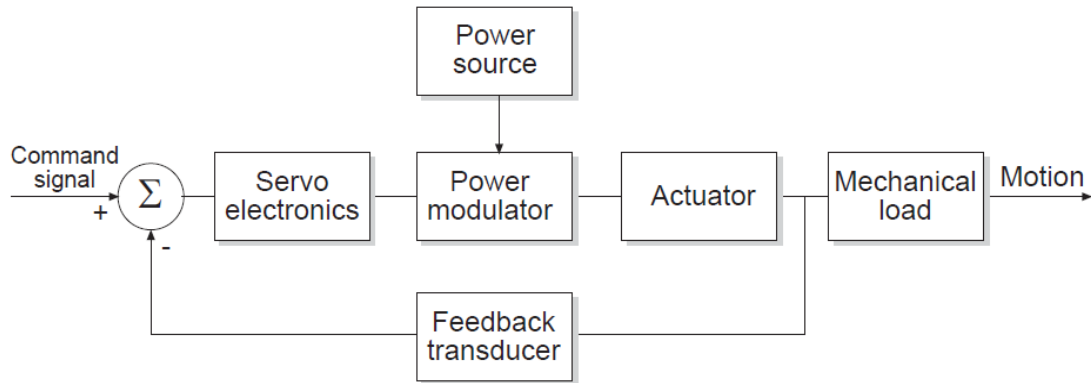 Power
source
Command
signal
+
Σ
-
Servo
electronics
Power
modulator
Actuator
Mechanical
load
Motion
Feedback
transducer